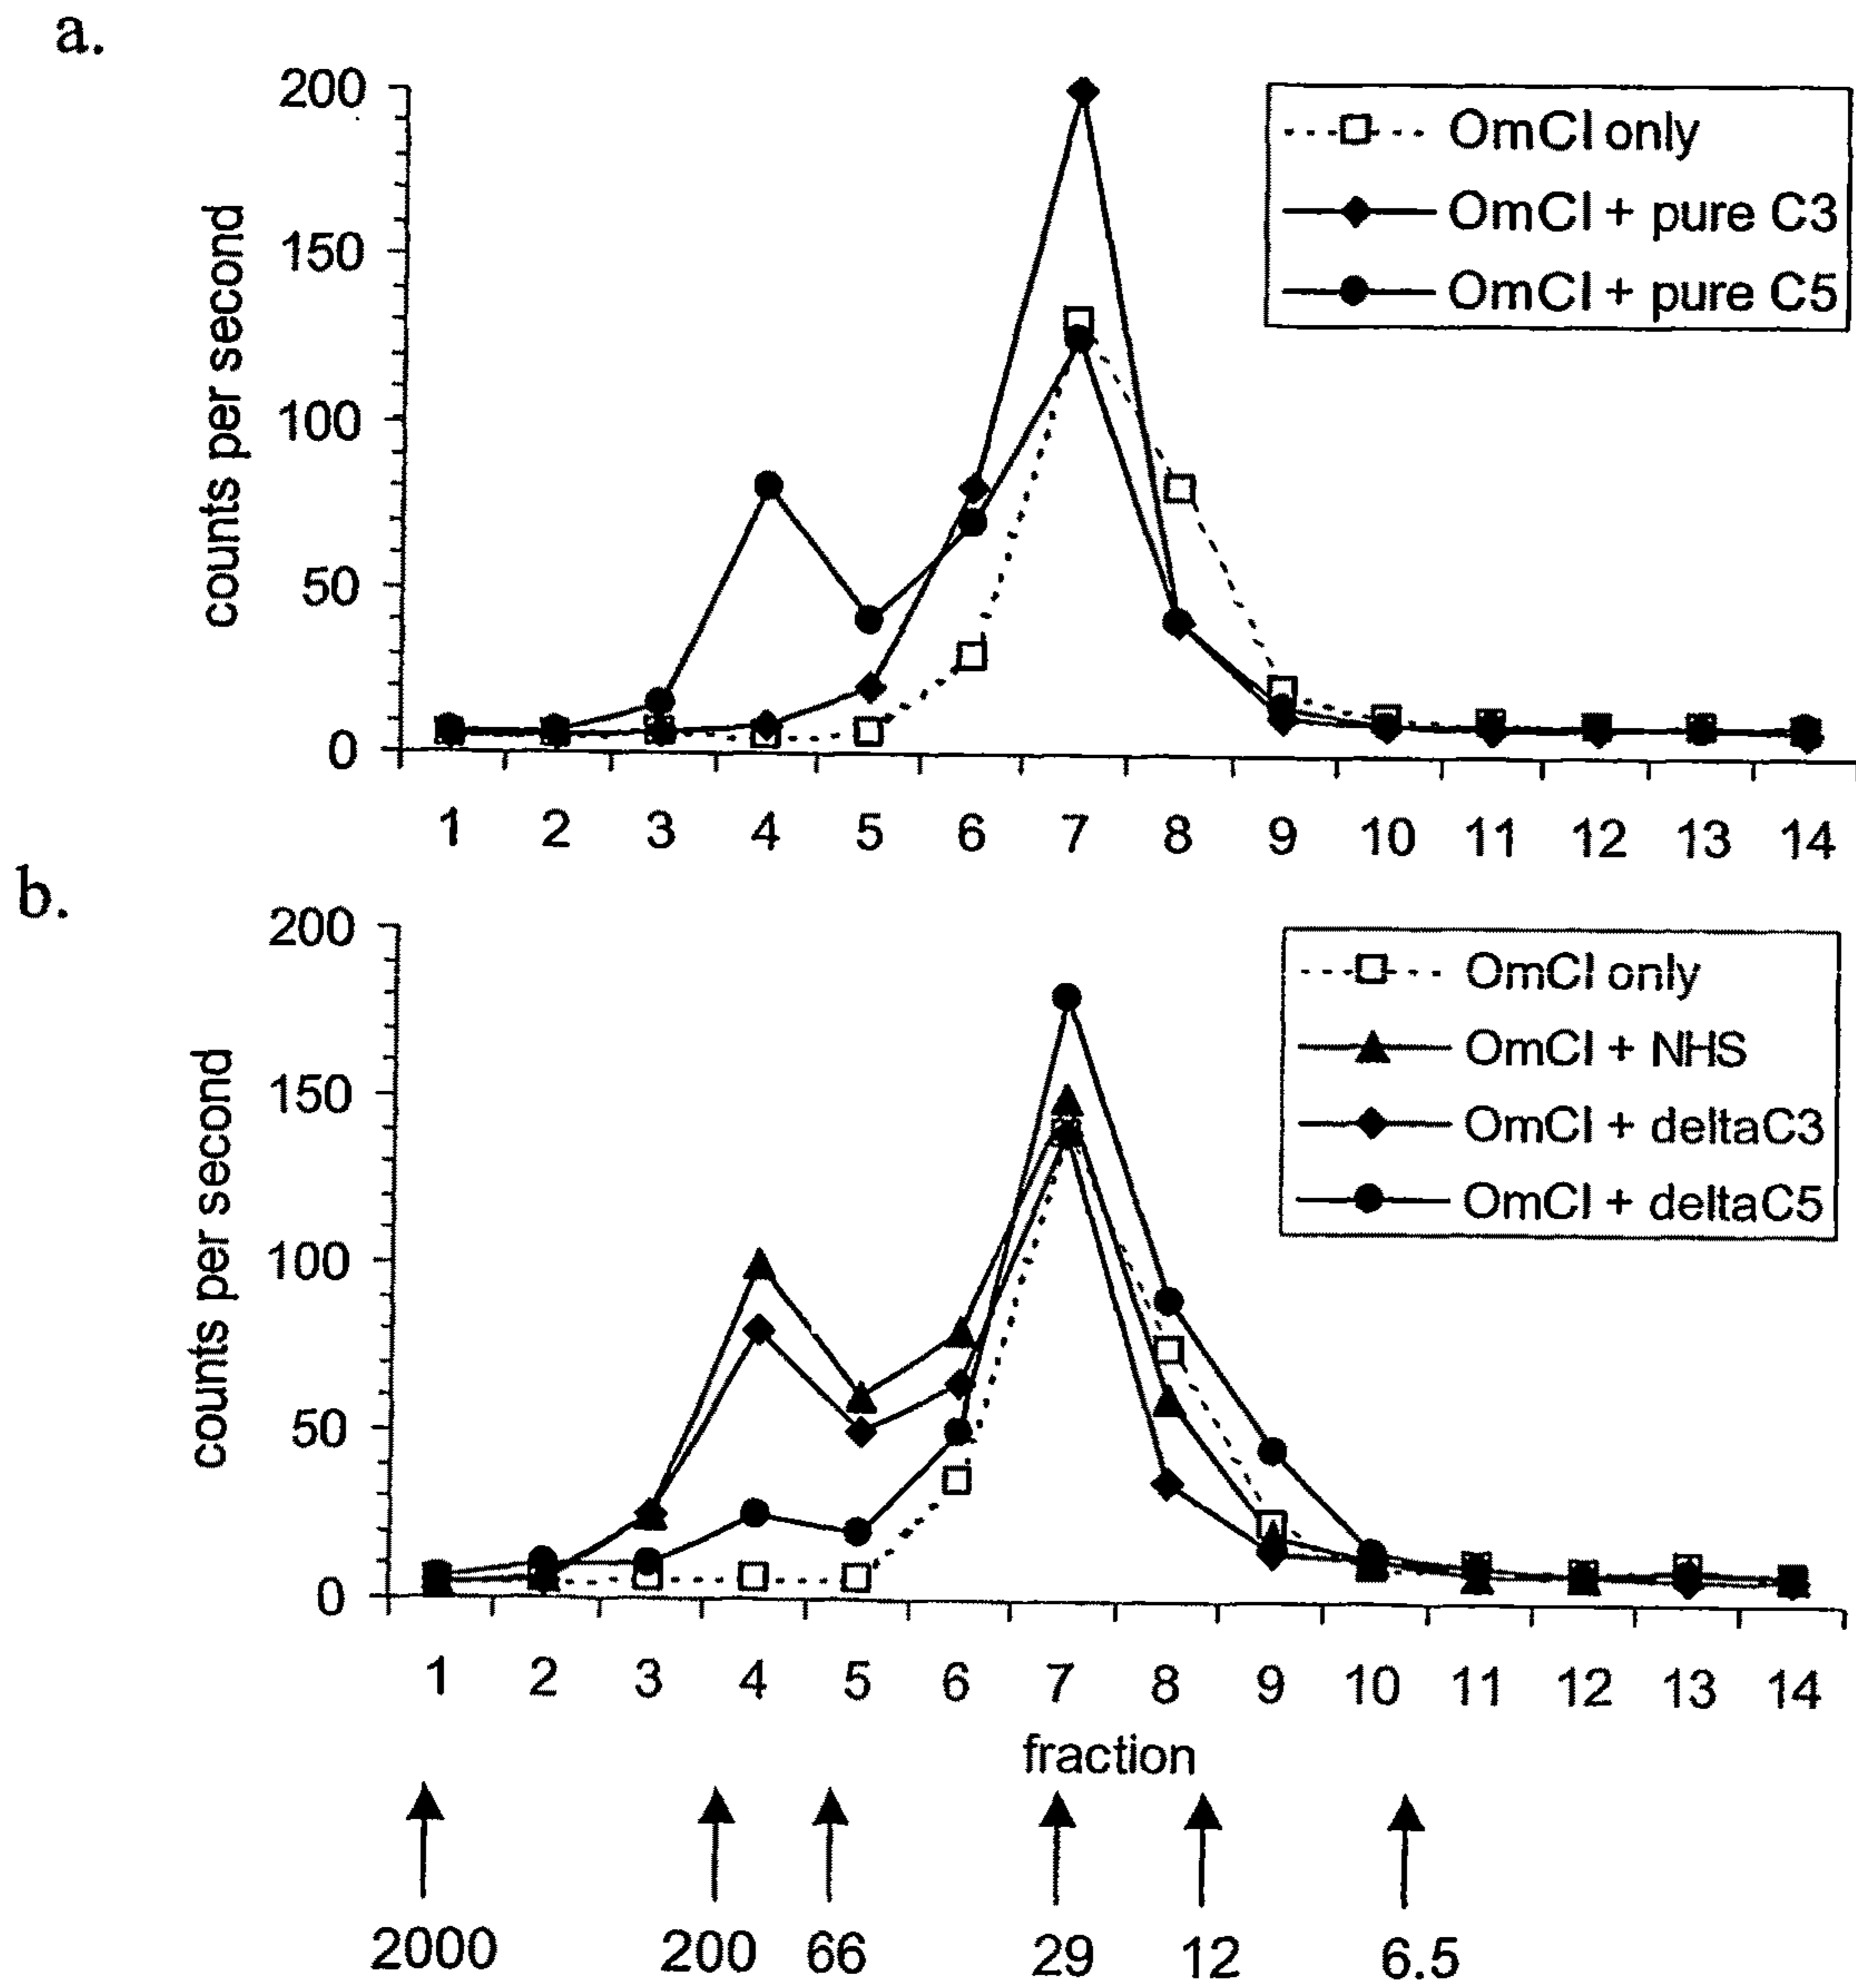 a.
200
150
100
50
0
counts per second
OmCI only
OmCI + pure C3
OmCI + pure C5
1 2 3 4 5 6 7 8 9 10 11 12 13 14
b.
200
150
100
50
0
counts per second
OmCI only
OmCI + NHS
OmCI + deltaC3
OmCI + deltaC5
1 2 3 4 5 6 7 8 9 10 11 12 13 14
fraction
2000 200 66 29 12 6.5